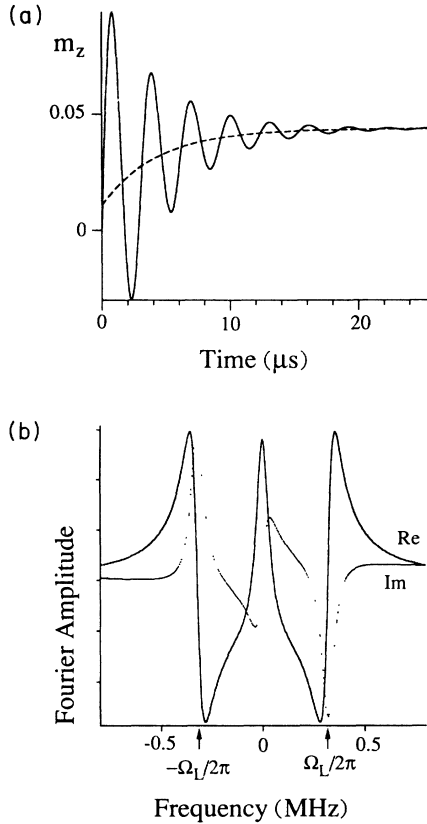 (a)
m_z
0.05
0
0 10 20
Time (μs)
(b)
Fourier Amplitude
Re
Im
-0.5 0 0.5
-Ω_L/2π Ω_L/2π
Frequency (MHz)